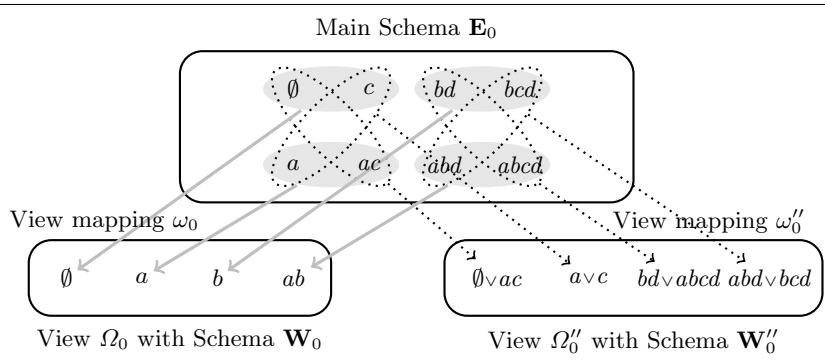 Main Schema E₀
∅ c bd bcd
a ac abd abcd
View mapping ω₀ View mapping ω₀′′
∅ a b ab ∅∨ac a∨c bd∨abcd abd∨bcd
View Ω₀ with Schema W₀ View Ω₀′′ with Schema W₀′′